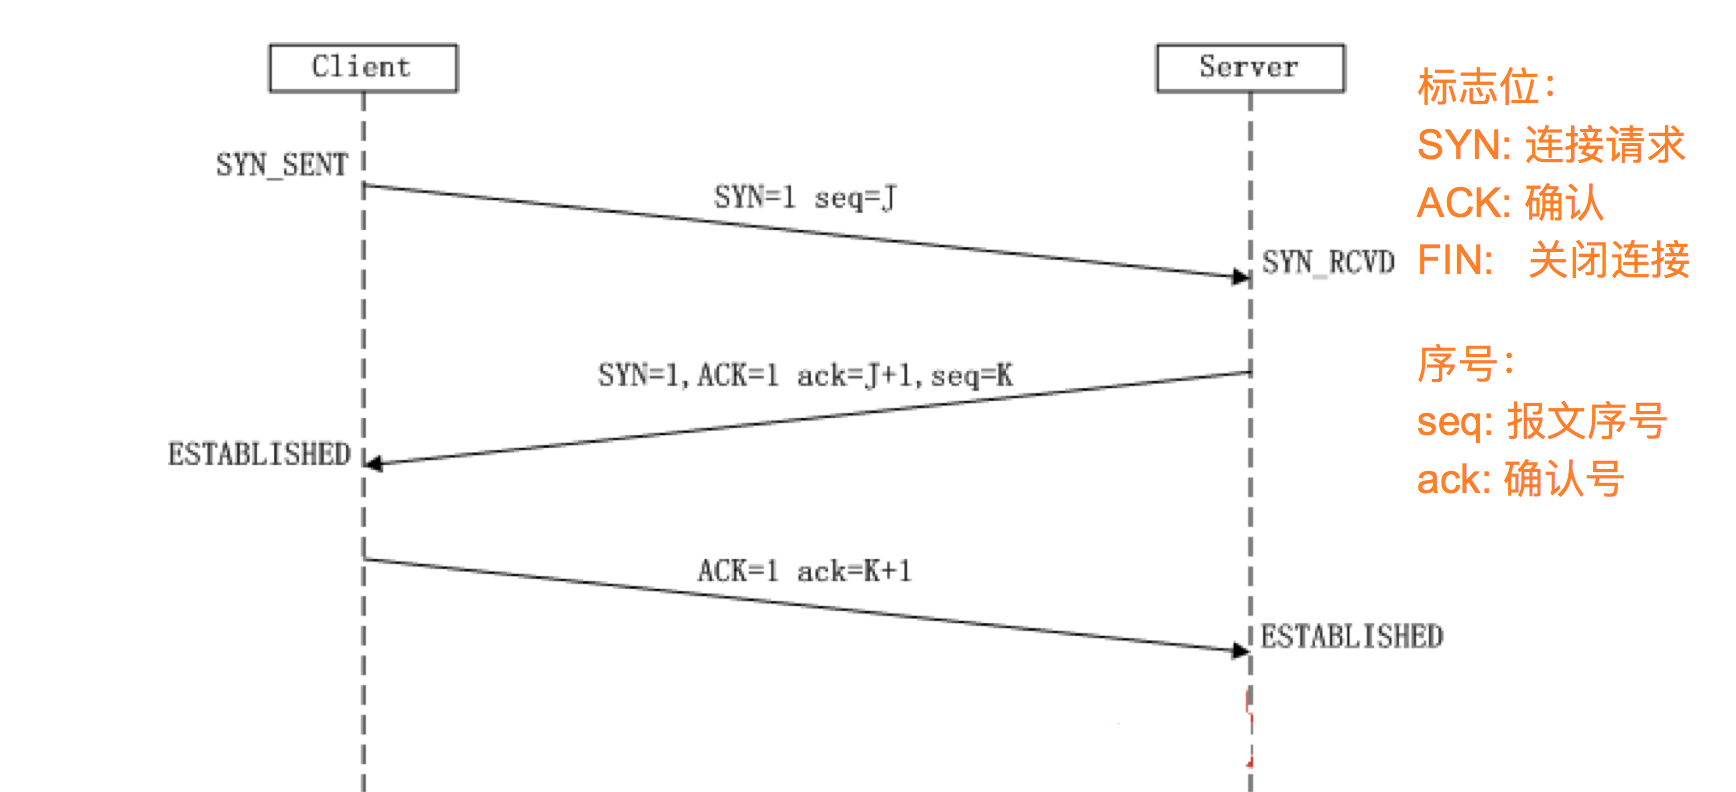 Client
Server
SYN_SENT
SYN=1 seq=J
SYN_RCVD
SYN=1,ACK=1 ack=J+1,seq=K
ESTABLISHED
ACK=1 ack=K+1
ESTABLISHED
标志位：
SYN: 连接请求
ACK: 确认
FIN: 关闭连接
序号：
seq: 报文序号
ack: 确认号